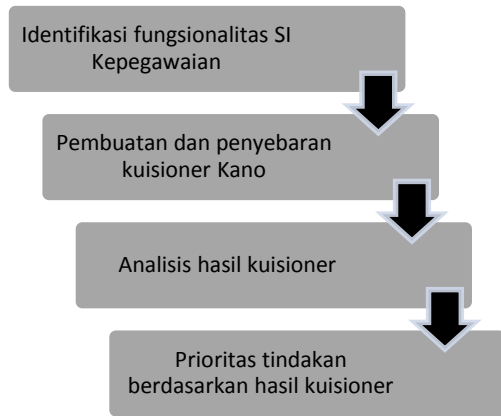 Identifikasi fungsionalitas SI
Kepegawaian
Pembuatan dan penyebaran
kuisioner Kano
Analisis hasil kuisioner
Prioritas tindakan
berdasarkan hasil kuisioner